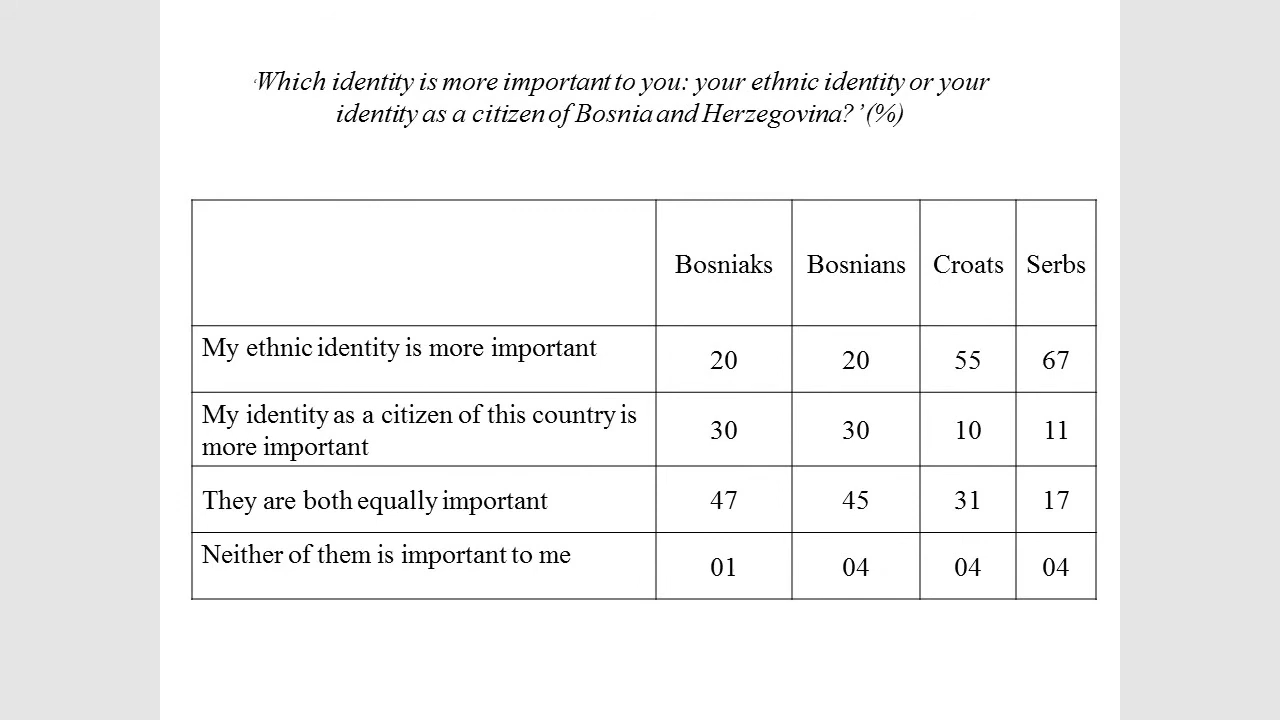 ‘Which identity is more important to you: your ethnic identity or your
identity as a citizen of Bosnia and Herzegovina?’ (%)
Bosniaks Bosnians Croats Serbs
My ethnic identity is more important 20 20 55 67
My identity as a citizen of this country is
more important 30 30 10 11
They are both equally important 47 45 31 17
Neither of them is important to me 01 04 04 04